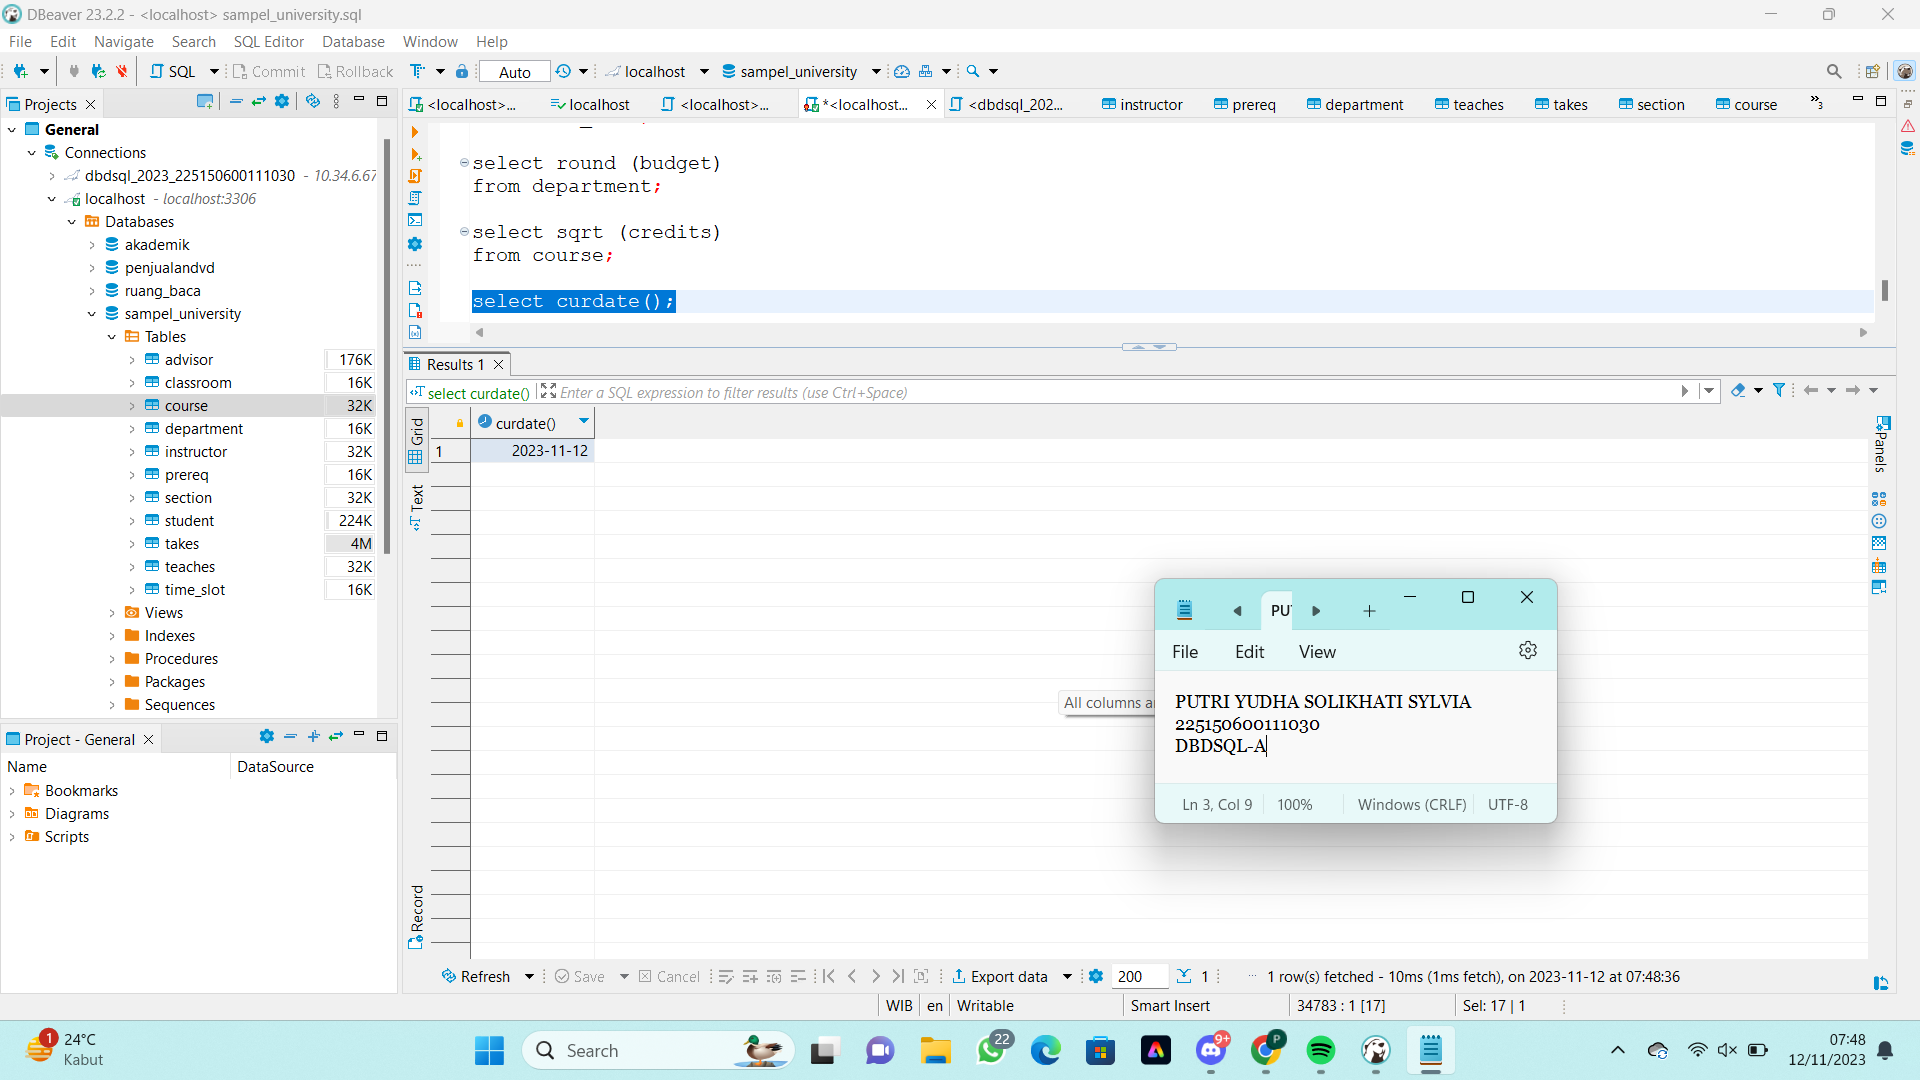 DBeaver 23.2.2 - <localhost> sampel_university.sql
File Edit Navigate Search SQL Editor Database Window Help
SQL Commit Rollback Auto localhost sampel_university
Projects
General
Connections
dbdsql_2023_225150600111030 - 10.34.6.67
localhost - localhost:3306
Databases
akademik
penjualandvd
ruang_baca
sampel_university
Tables
advisor 176K
classroom 16K
course 32K
department 16K
instructor 32K
prereq 16K
section 32K
student 224K
takes 4M
teaches 32K
time_slot 16K
Views
Indexes
Procedures
Packages
Sequences
Project - General
Name DataSource
Bookmarks
Diagrams
Scripts
<localhost>... localhost <localhost>... *<localhost... <dbdsql_202... instructor prereq department teaches takes section course »3
select round (budget)
from department;
select sqrt (credits)
from course;
select curdate();
Results 1
select curdate() Enter a SQL expression to filter results (use Ctrl+Space)
Grid
Text
Record
Panels
curdate()
1 2023-11-12
All columns a
PU
File Edit View
PUTRI YUDHA SOLIKHATI SYLVIA
225150600111030
DBDSQL-A
Ln 3, Col 9 100% Windows (CRLF) UTF-8
Refresh Save Cancel Export data 200 1 ... 1 row(s) fetched - 10ms (1ms fetch), on 2023-11-12 at 07:48:36
WIB en Writable Smart Insert 34783 : 1 [17] Sel: 17 | 1
1 24°C
Kabut
Search
22
9+
P
07:48
12/11/2023